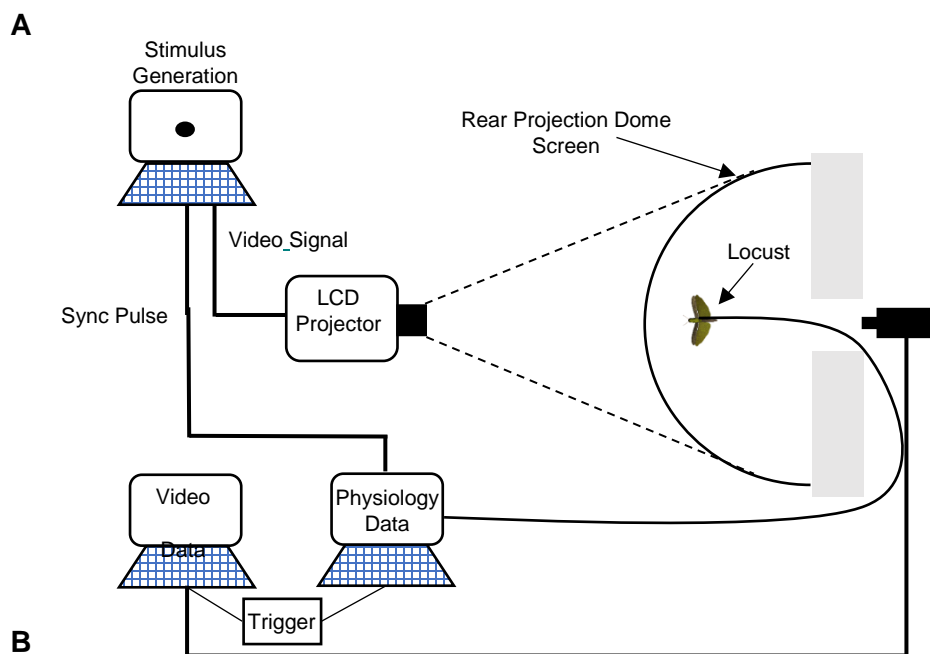 A
Stimulus
Generation
Rear Projection Dome
Screen
Video Signal
Locust
LCD
Projector
Sync Pulse
Video
Data
Physiology
Data
Trigger
B